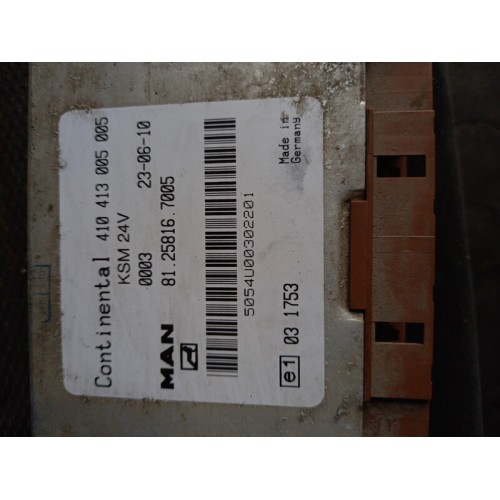 Continental 410 413 005 005
KSM 24V
0003 23-06-10
MAN 81.25816.7005
5054U00302201
e1 03 1753
Made in
Germany